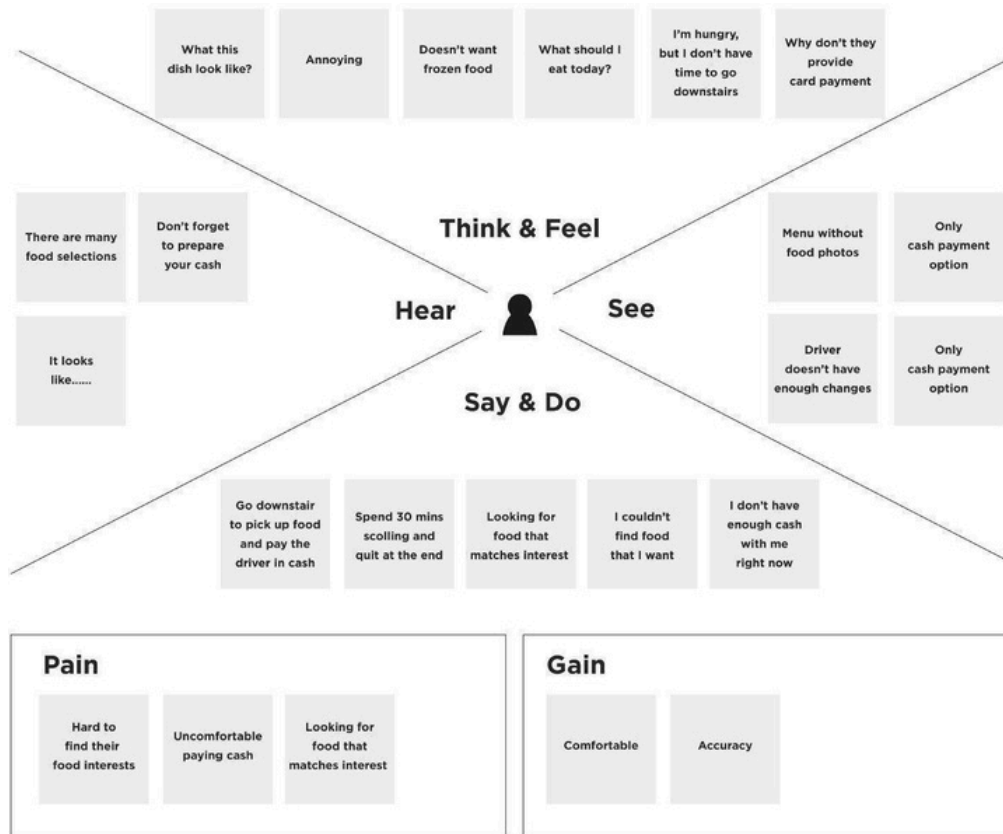 What this
dish look like?
Annoying
Doesn't want
frozen food
What should I
eat today?
I'm hungry,
but I don't have
time to go
downstairs
Why don't they
provide
card payment
Think & Feel
There are many
food selections
Don't forget
to prepare
your cash
It looks
like......
Hear
See
Menu without
food photos
Only
cash payment
option
Driver
doesn't have
enough changes
Only
cash payment
option
Say & Do
Go downstair
to pick up food
and pay the
driver in cash
Spend 30 mins
scolling and
quit at the end
Looking for
food that
matches interest
I couldn't
find food
that I want
I don't have
enough cash
with me
right now
Pain
Hard to
find their
food interests
Uncomfortable
paying cash
Looking for
food that
matches interest
Gain
Comfortable
Accuracy